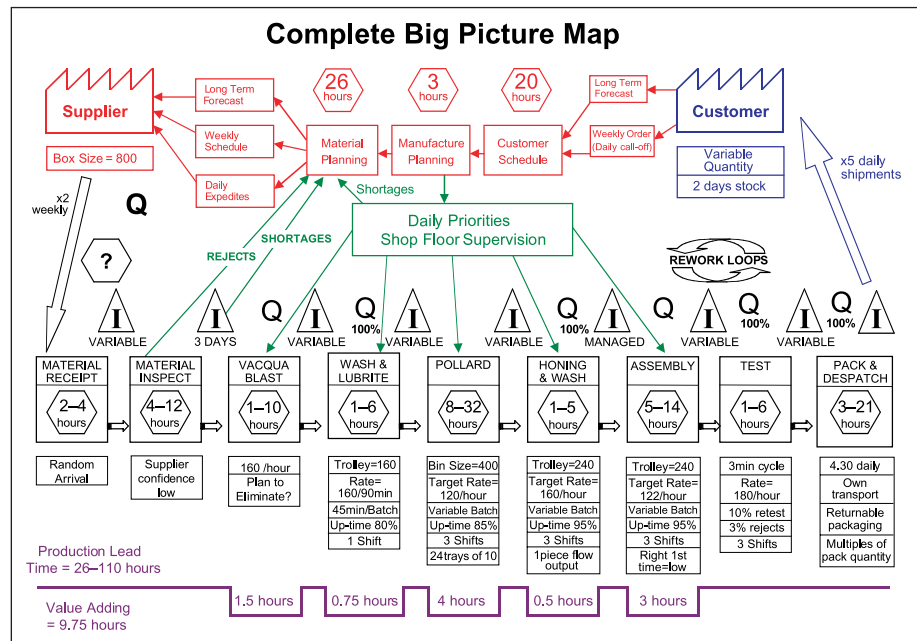 Complete Big Picture Map
Supplier
Box Size = 800
Long Term
Forecast
Weekly
Schedule
Daily
Expedites
26
hours
3
hours
20
hours
Material
Planning
Manufacture
Planning
Customer
Schedule
Long Term
Forecast
Weekly Order
(Daily call-off)
Customer
Variable
Quantity
2 days stock
x5 daily
shipments
x2
weekly
Q
?
Shortages
REJECTS
SHORTAGES
Daily Priorities
Shop Floor Supervision
REWORK LOOPS
I
VARIABLE
I
3 DAYS
Q
I
VARIABLE
Q
100%
I
VARIABLE
I
VARIABLE
Q
100%
I
MANAGED
Q
I
VARIABLE
Q
100%
I
VARIABLE
Q
100%
I
MATERIAL
RECEIPT
2–4
hours
Random
Arrival
MATERIAL
INSPECT
4–12
hours
Supplier
confidence
low
VACQUA
BLAST
1–10
hours
160 /hour
Plan to
Eliminate?
WASH &
LUBRITE
1–6
hours
Trolley=160
Rate=
160/90min
45min/Batch
Up-time 80%
1 Shift
POLLARD
8–32
hours
Bin Size=400
Target Rate=
120/hour
Variable Batch
Up-time 85%
3 Shifts
24trays of 10
HONING
& WASH
1–5
hours
Trolley=240
Target Rate=
160/hour
Variable Batch
Up-time 95%
3 Shifts
1piece flow
output
ASSEMBLY
5–14
hours
Trolley=240
Target Rate=
122/hour
Variable Batch
Up-time 95%
3 Shifts
Right 1st
time=low
TEST
1–6
hours
3min cycle
Rate=
180/hour
10% retest
3% rejects
3 Shifts
PACK &
DESPATCH
3–21
hours
4.30 daily
Own
transport
Returnable
packaging
Multiples of
pack quantity
Production Lead
Time = 26–110 hours
Value Adding
= 9.75 hours
1.5 hours
0.75 hours
4 hours
0.5 hours
3 hours